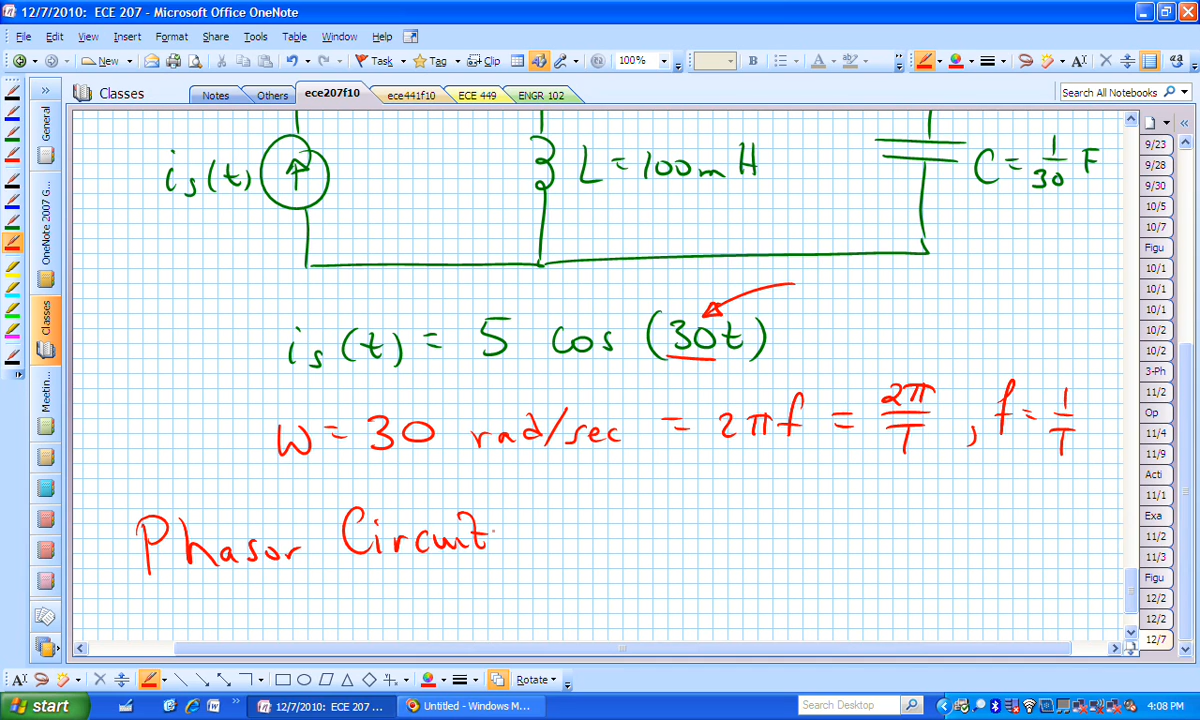 12/7/2010: ECE 207 - Microsoft Office OneNote
File Edit View Insert Format Share Tools Table Window Help
New Task Tag Clip 100% B A ab A
Classes Notes Others ece207f10 ece441f10 ECE 449 ENGR 102 Search All Notebooks
General
OneNote 2007 G...
Classes
Meetin...
9/23
9/28
9/30
10/5
10/7
Figu
10/1
10/1
10/1
10/2
10/2
3-Ph
11/2
Op
11/4
11/9
Acti
11/1
Exa
11/2
11/3
Figu
12/2
12/2
12/7
is(t) L = 100m H C = 1/30 F
is(t) = 5 cos (30t)
ω = 30 rad/sec = 2πf = 2π/T , f = 1/T
Phasor Circuit
A Rotate
start 12/7/2010: ECE 207 ... Untitled - Windows M... Search Desktop 4:08 PM